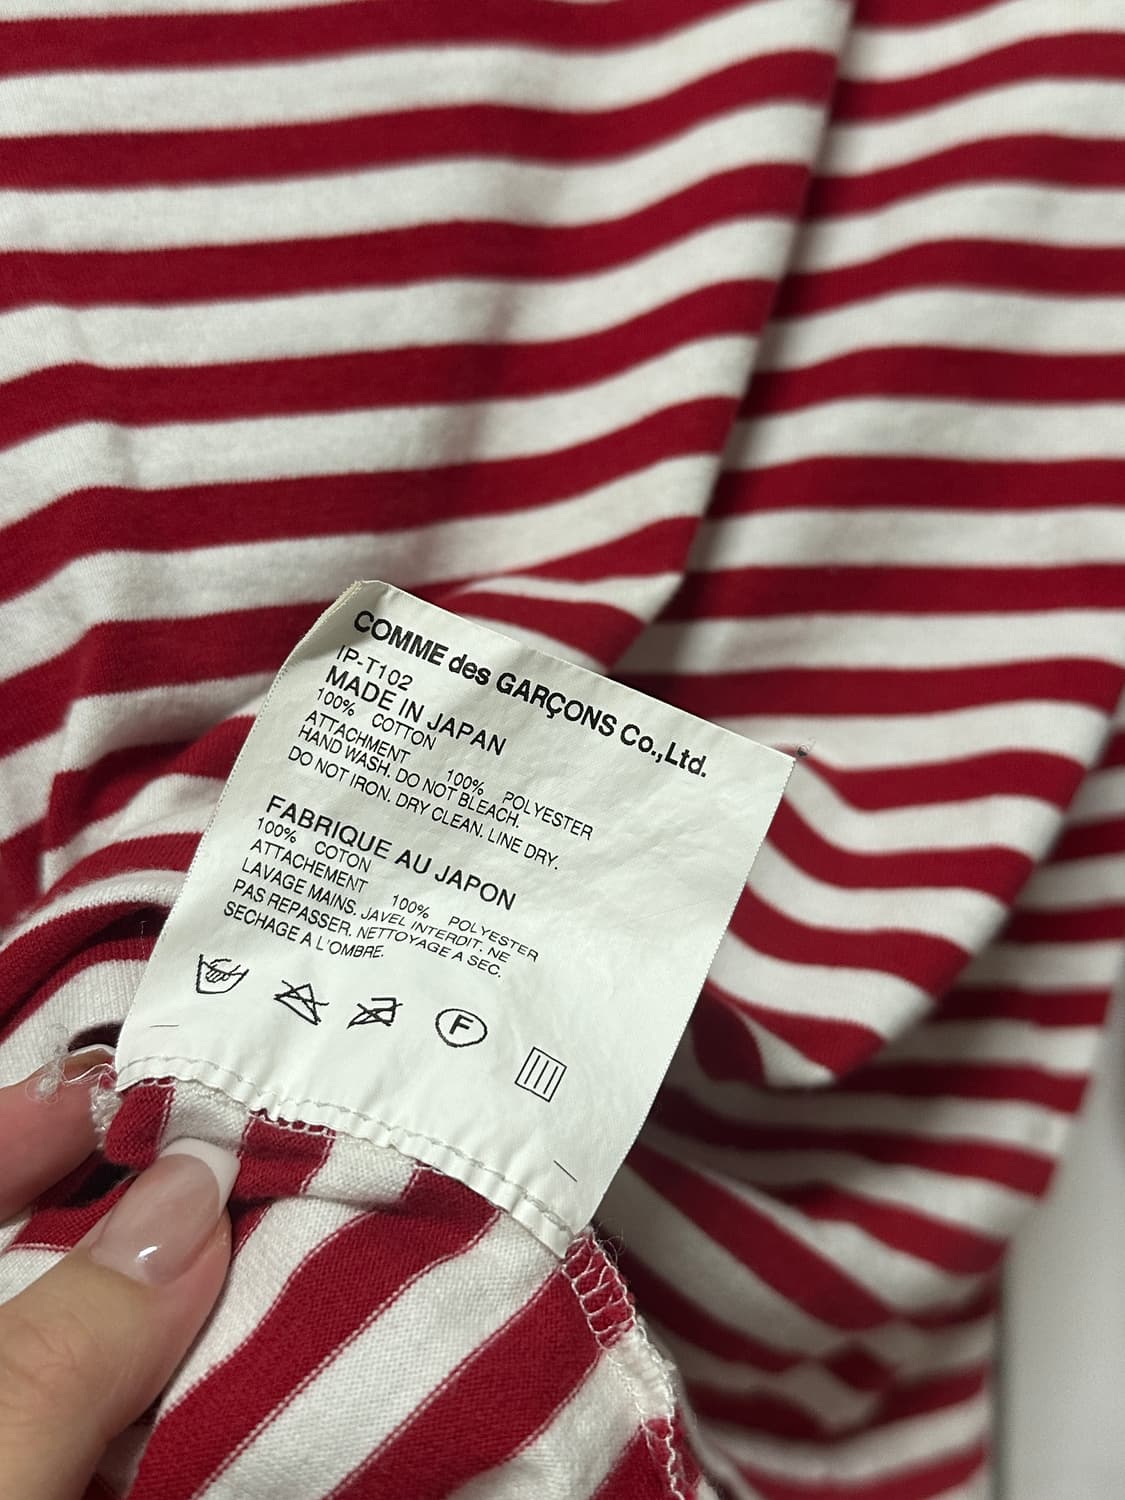 COMME des GARÇONS Co.,Ltd.
IP-T102
MADE IN JAPAN
100% COTTON
ATTACHMENT 100% POLYESTER
HAND WASH. DO NOT BLEACH.
DO NOT IRON. DRY CLEAN. LINE DRY.
FABRIQUE AU JAPON
100% COTON
ATTACHEMENT 100% POLYESTER
LAVAGE MAINS. JAVEL INTERDIT. NE
PAS REPASSER. NETTOYAGE A SEC.
SECHAGE A L'OMBRE.
F